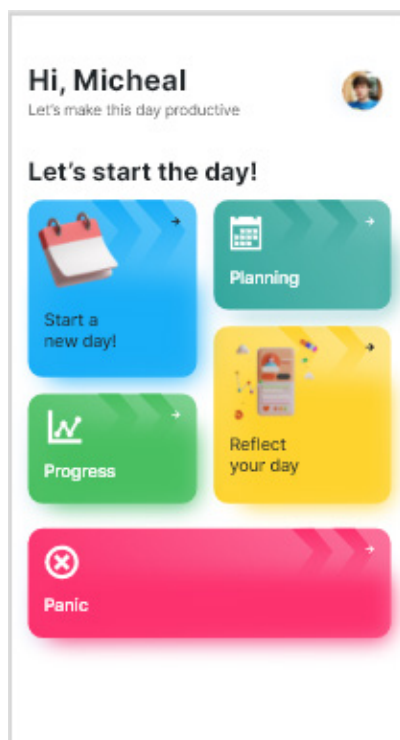 Hi, Micheal
Let's make this day productive
Let's start the day!
Start a
new day!
Planning
Progress
Reflect
your day
Panic